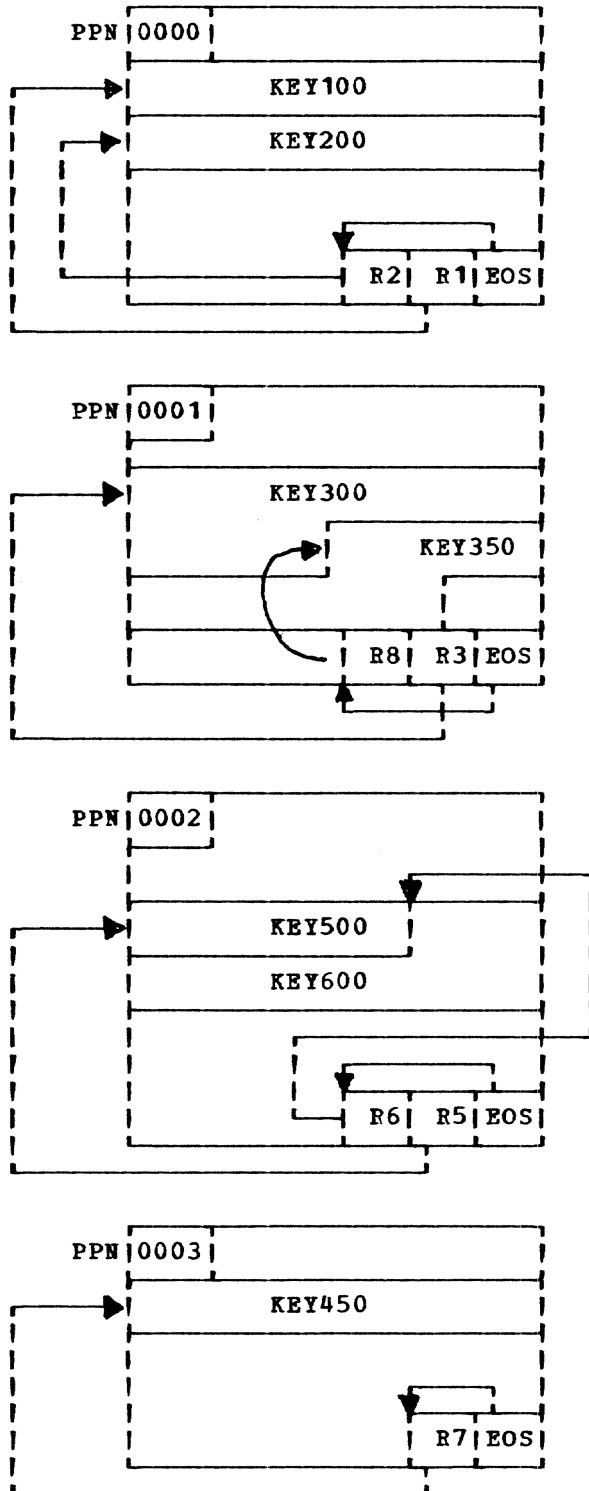 PPN 0000
KEY100
KEY200
R2 R1 EOS
PPN 0001
KEY300
KEY350
R8 R3 EOS
PPN 0002
KEY500
KEY600
R6 R5 EOS
PPN 0003
KEY450
R7 EOS